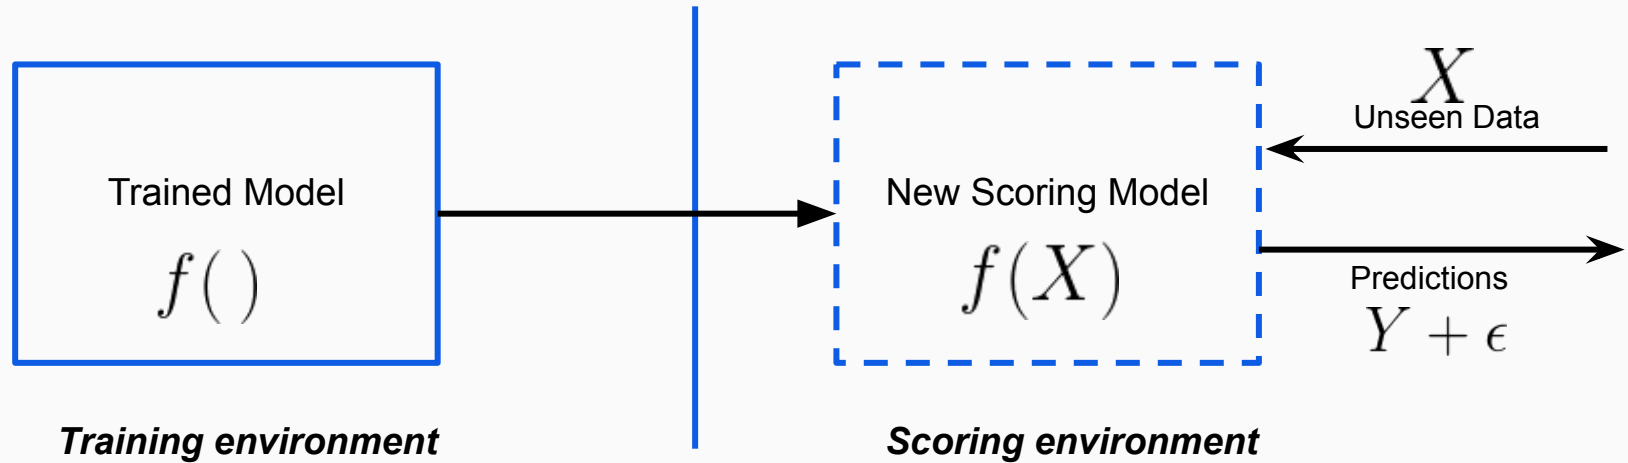 Trained Model
f( )
Training environment
New Scoring Model
f(X)
Scoring environment
X
Unseen Data
Predictions
Y + ϵ